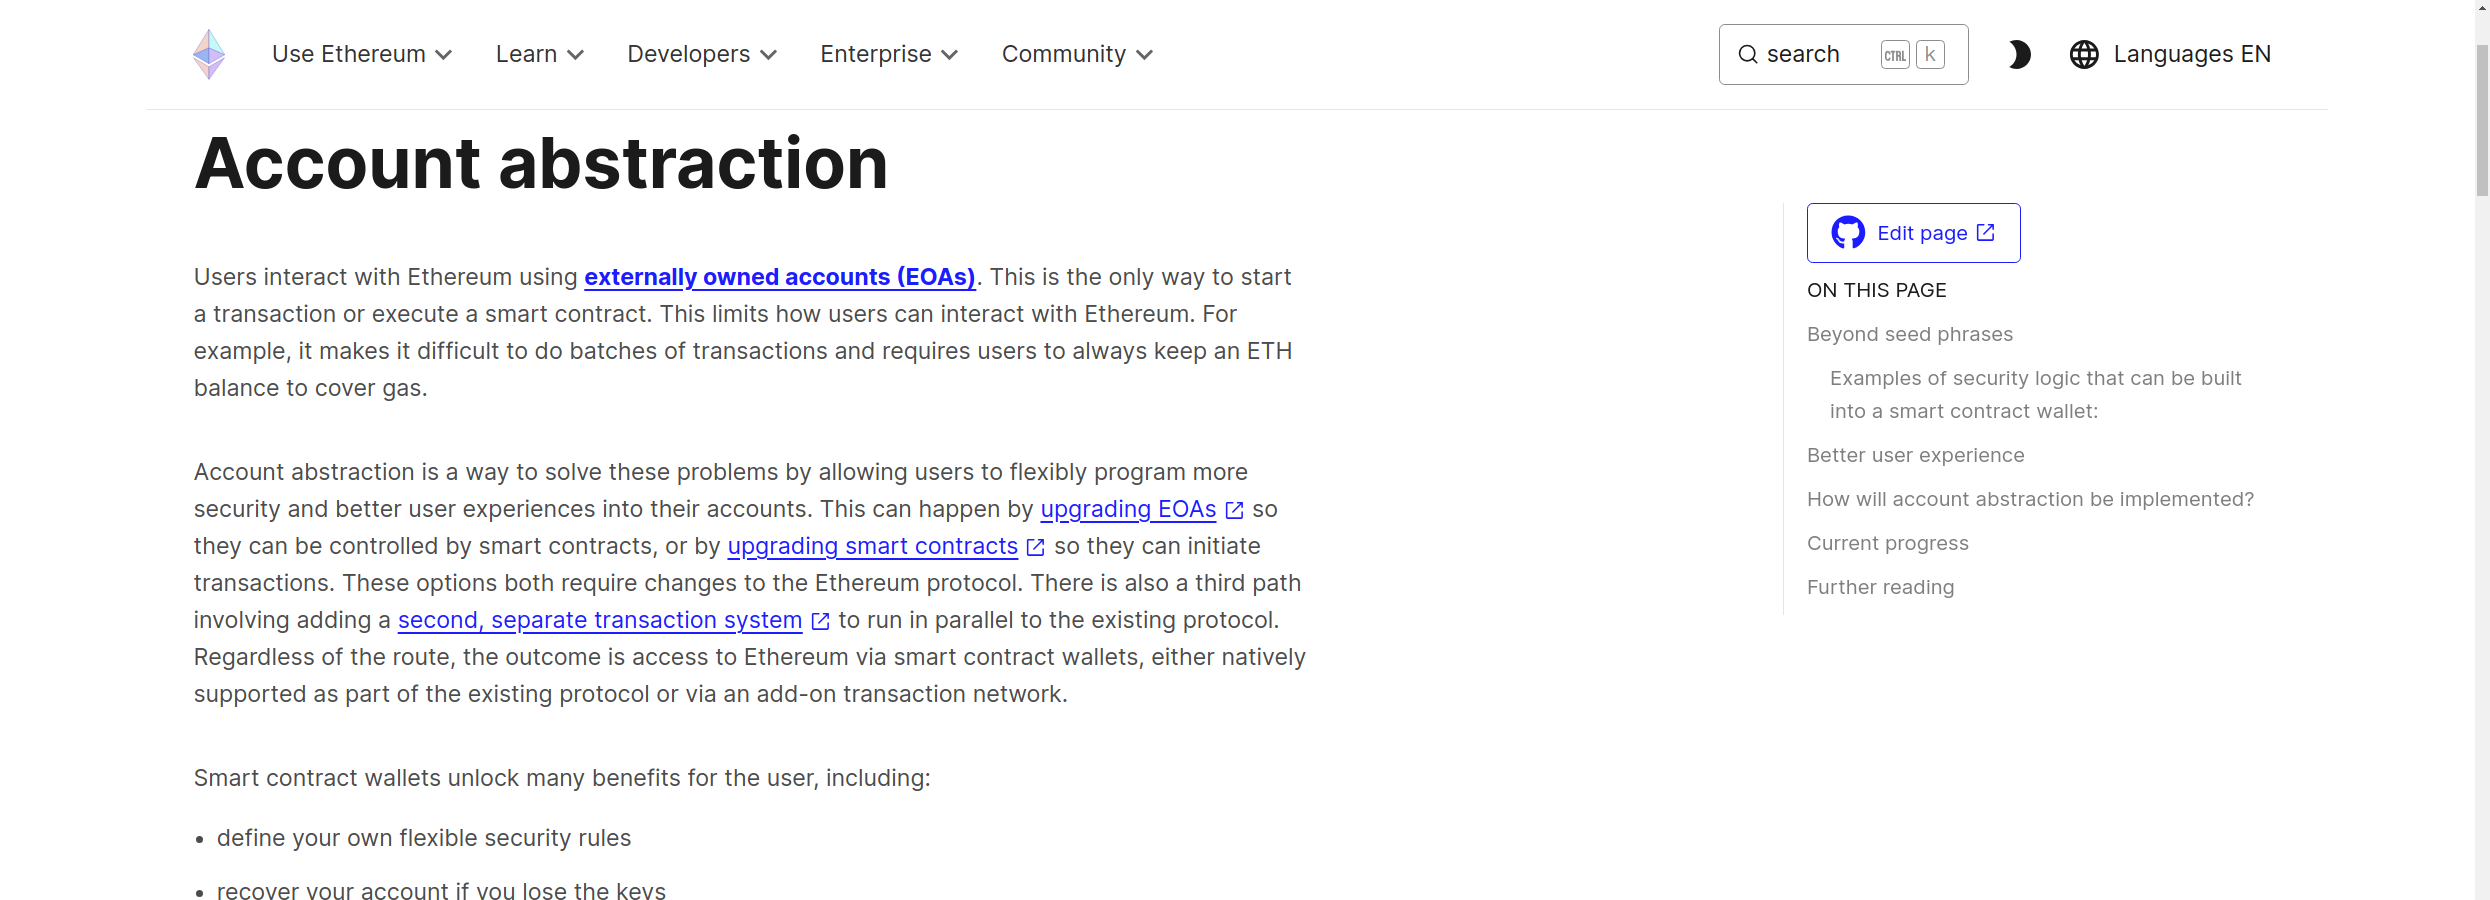 Use Ethereum Learn Developers Enterprise Community search CTRL k Languages EN
Account abstraction
Users interact with Ethereum using externally owned accounts (EOAs). This is the only way to start
a transaction or execute a smart contract. This limits how users can interact with Ethereum. For
example, it makes it difficult to do batches of transactions and requires users to always keep an ETH
balance to cover gas.
Account abstraction is a way to solve these problems by allowing users to flexibly program more
security and better user experiences into their accounts. This can happen by upgrading EOAs so
they can be controlled by smart contracts, or by upgrading smart contracts so they can initiate
transactions. These options both require changes to the Ethereum protocol. There is also a third path
involving adding a second, separate transaction system to run in parallel to the existing protocol.
Regardless of the route, the outcome is access to Ethereum via smart contract wallets, either natively
supported as part of the existing protocol or via an add-on transaction network.
Smart contract wallets unlock many benefits for the user, including:
• define your own flexible security rules
• recover your account if you lose the keys
Edit page
ON THIS PAGE
Beyond seed phrases
Examples of security logic that can be built
into a smart contract wallet:
Better user experience
How will account abstraction be implemented?
Current progress
Further reading